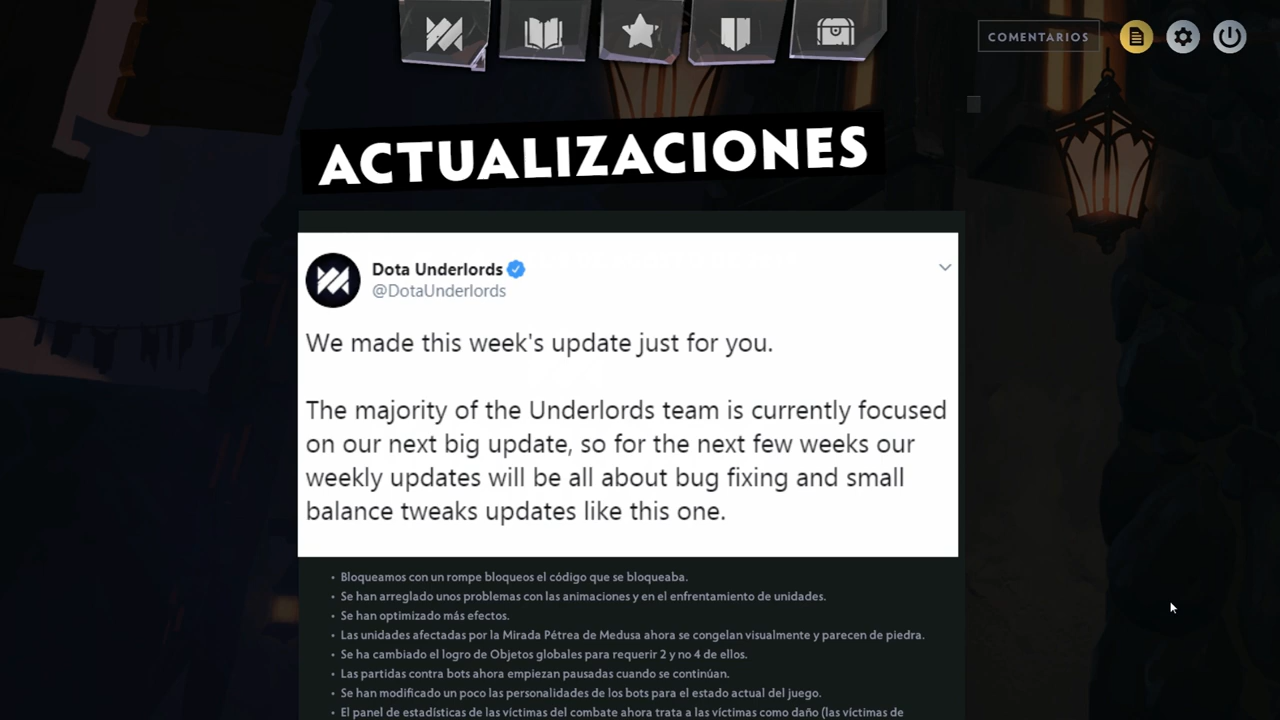 COMENTARIOS
ACTUALIZACIONES
Dota Underlords
@DotaUnderlords
We made this week's update just for you.
The majority of the Underlords team is currently focused
on our next big update, so for the next few weeks our
weekly updates will be all about bug fixing and small
balance tweaks updates like this one.
• Bloqueamos con un rompe bloqueos el código que se bloqueaba.
• Se han arreglado unos problemas con las animaciones y en el enfrentamiento de unidades.
• Se han optimizado más efectos.
• Las unidades afectadas por la Mirada Pétrea de Medusa ahora se congelan visualmente y parecen de piedra.
• Se ha cambiado el logro de Objetos globales para requerir 2 y no 4 de ellos.
• Las partidas contra bots ahora empiezan pausadas cuando se continúan.
• Se han modificado un poco las personalidades de los bots para el estado actual del juego.
• El panel de estadísticas de las víctimas del combate ahora trata a las víctimas como daño (las víctimas de